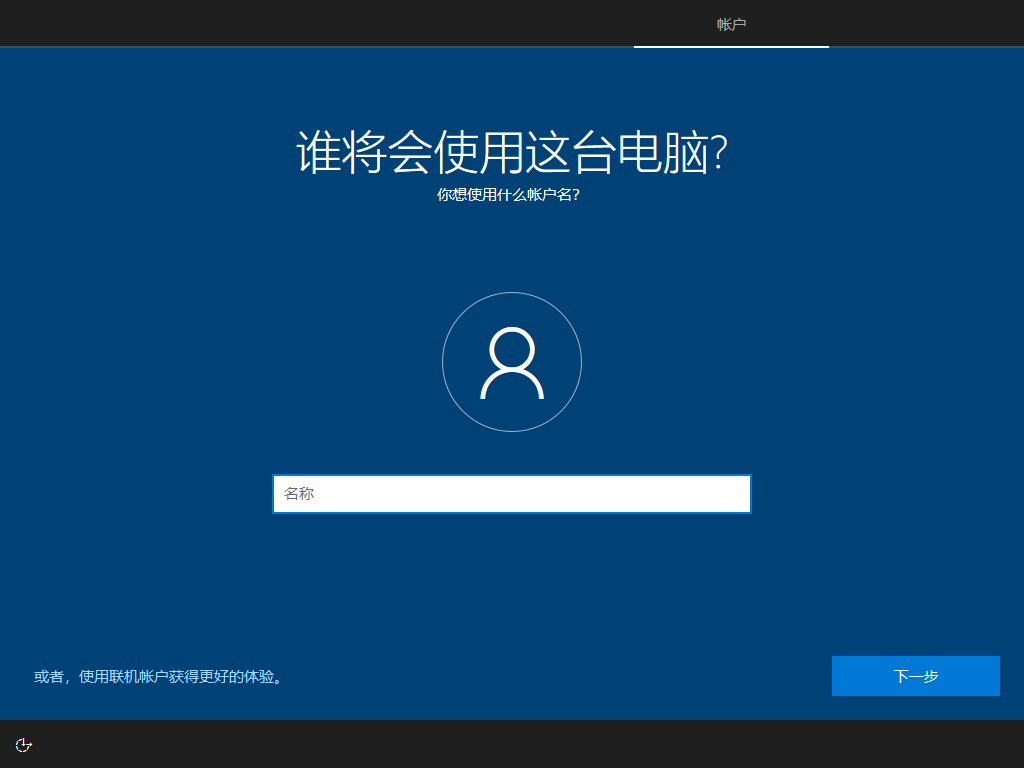 帐户
谁将会使用这台电脑?
你想使用什么帐户名?
名称
或者，使用联机帐户获得更好的体验。
下一步